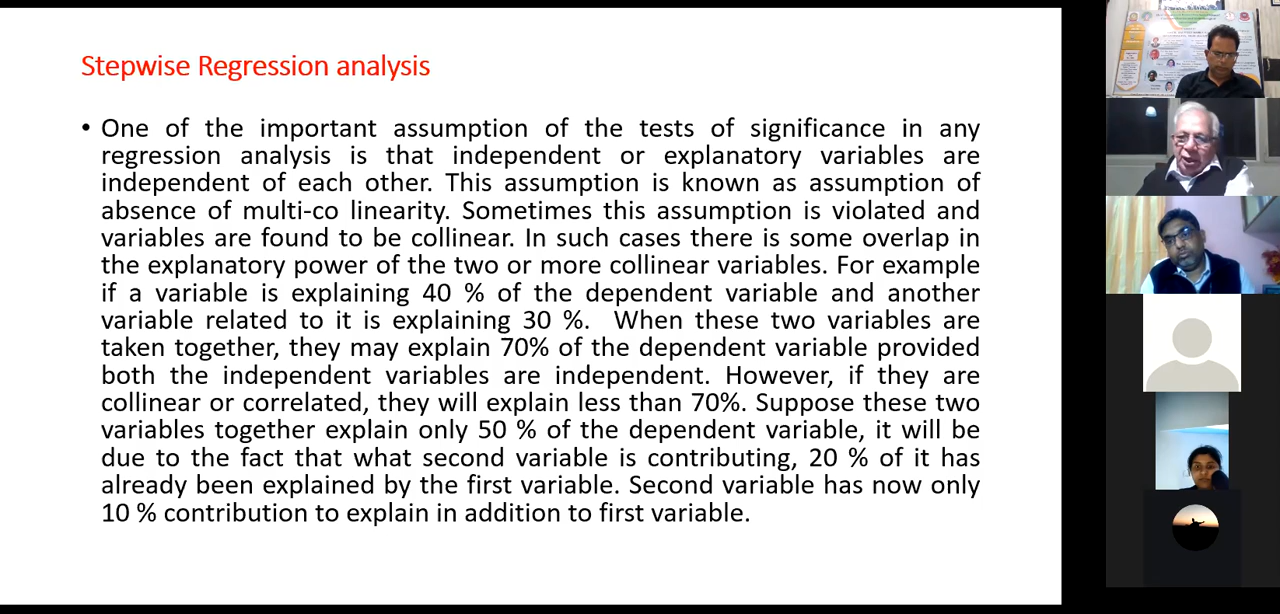 Stepwise Regression analysis
• One of the important assumption of the tests of significance in any
regression analysis is that independent or explanatory variables are
independent of each other. This assumption is known as assumption of
absence of multi-co linearity. Sometimes this assumption is violated and
variables are found to be collinear. In such cases there is some overlap in
the explanatory power of the two or more collinear variables. For example
if a variable is explaining 40 % of the dependent variable and another
variable related to it is explaining 30 %. When these two variables are
taken together, they may explain 70% of the dependent variable provided
both the independent variables are independent. However, if they are
collinear or correlated, they will explain less than 70%. Suppose these two
variables together explain only 50 % of the dependent variable, it will be
due to the fact that what second variable is contributing, 20 % of it has
already been explained by the first variable. Second variable has now only
10 % contribution to explain in addition to first variable.